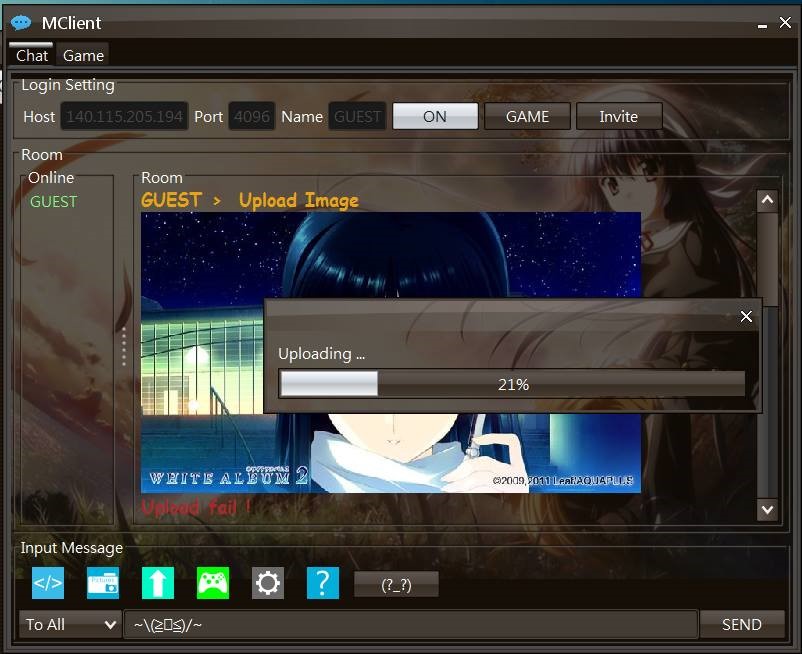 MClient
Chat Game
Login Setting
Host 140.115.205.194 Port 4096 Name GUEST ON GAME Invite
Room
Online
GUEST
Room
GUEST > Upload Image
Uploading ...
21%
WHITE ALBUM 2
©2009,2011 Leaf/AQUAPLUS
Upload fail !
Input Message
</> Pictures ? (?_?)
To All ~\(≥▯≤)/~ SEND